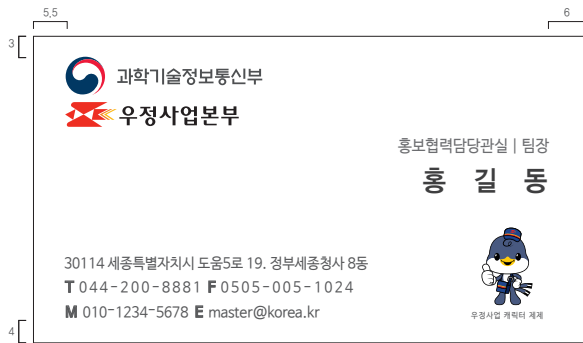 5,5
6
3
과학기술정보통신부
우정사업본부
홍보협력담당관실 | 팀장
홍 길 동
30114 세종특별자치시 도움5로 19. 정부세종청사 8동
T 044-200-8881 F 0505-005-1024
M 010-1234-5678 E master@korea.kr
우정사업 캐릭터 제제
4